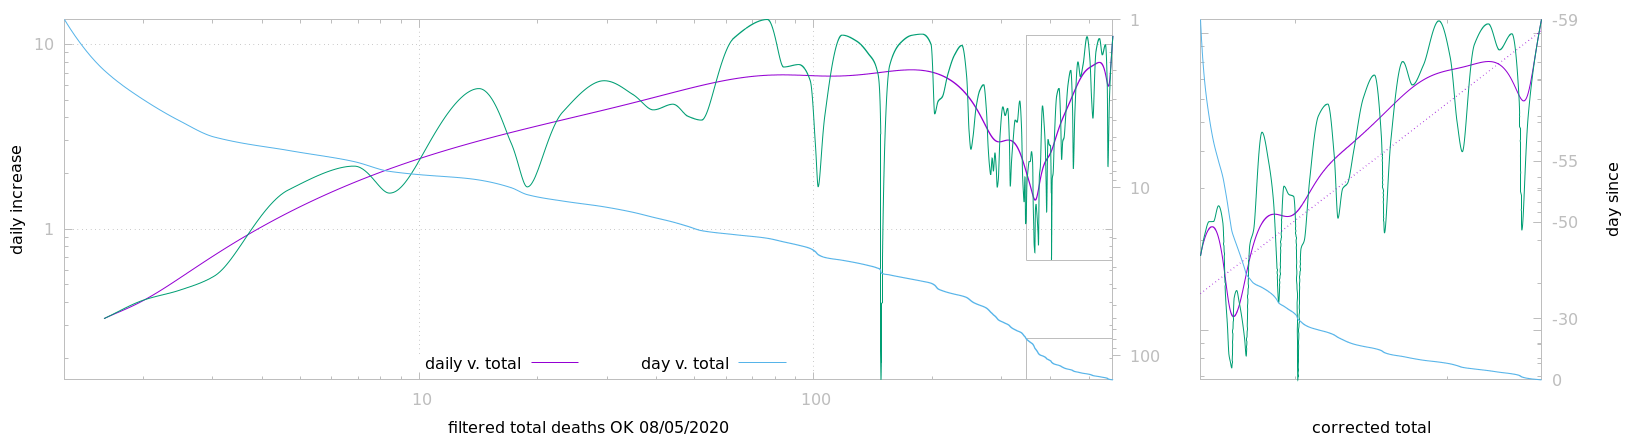 1
-59
10
daily increase
1
10
-55
-50
-30
day since
daily v. total
day v. total
100
0
10
100
filtered total deaths OK 08/05/2020
corrected total